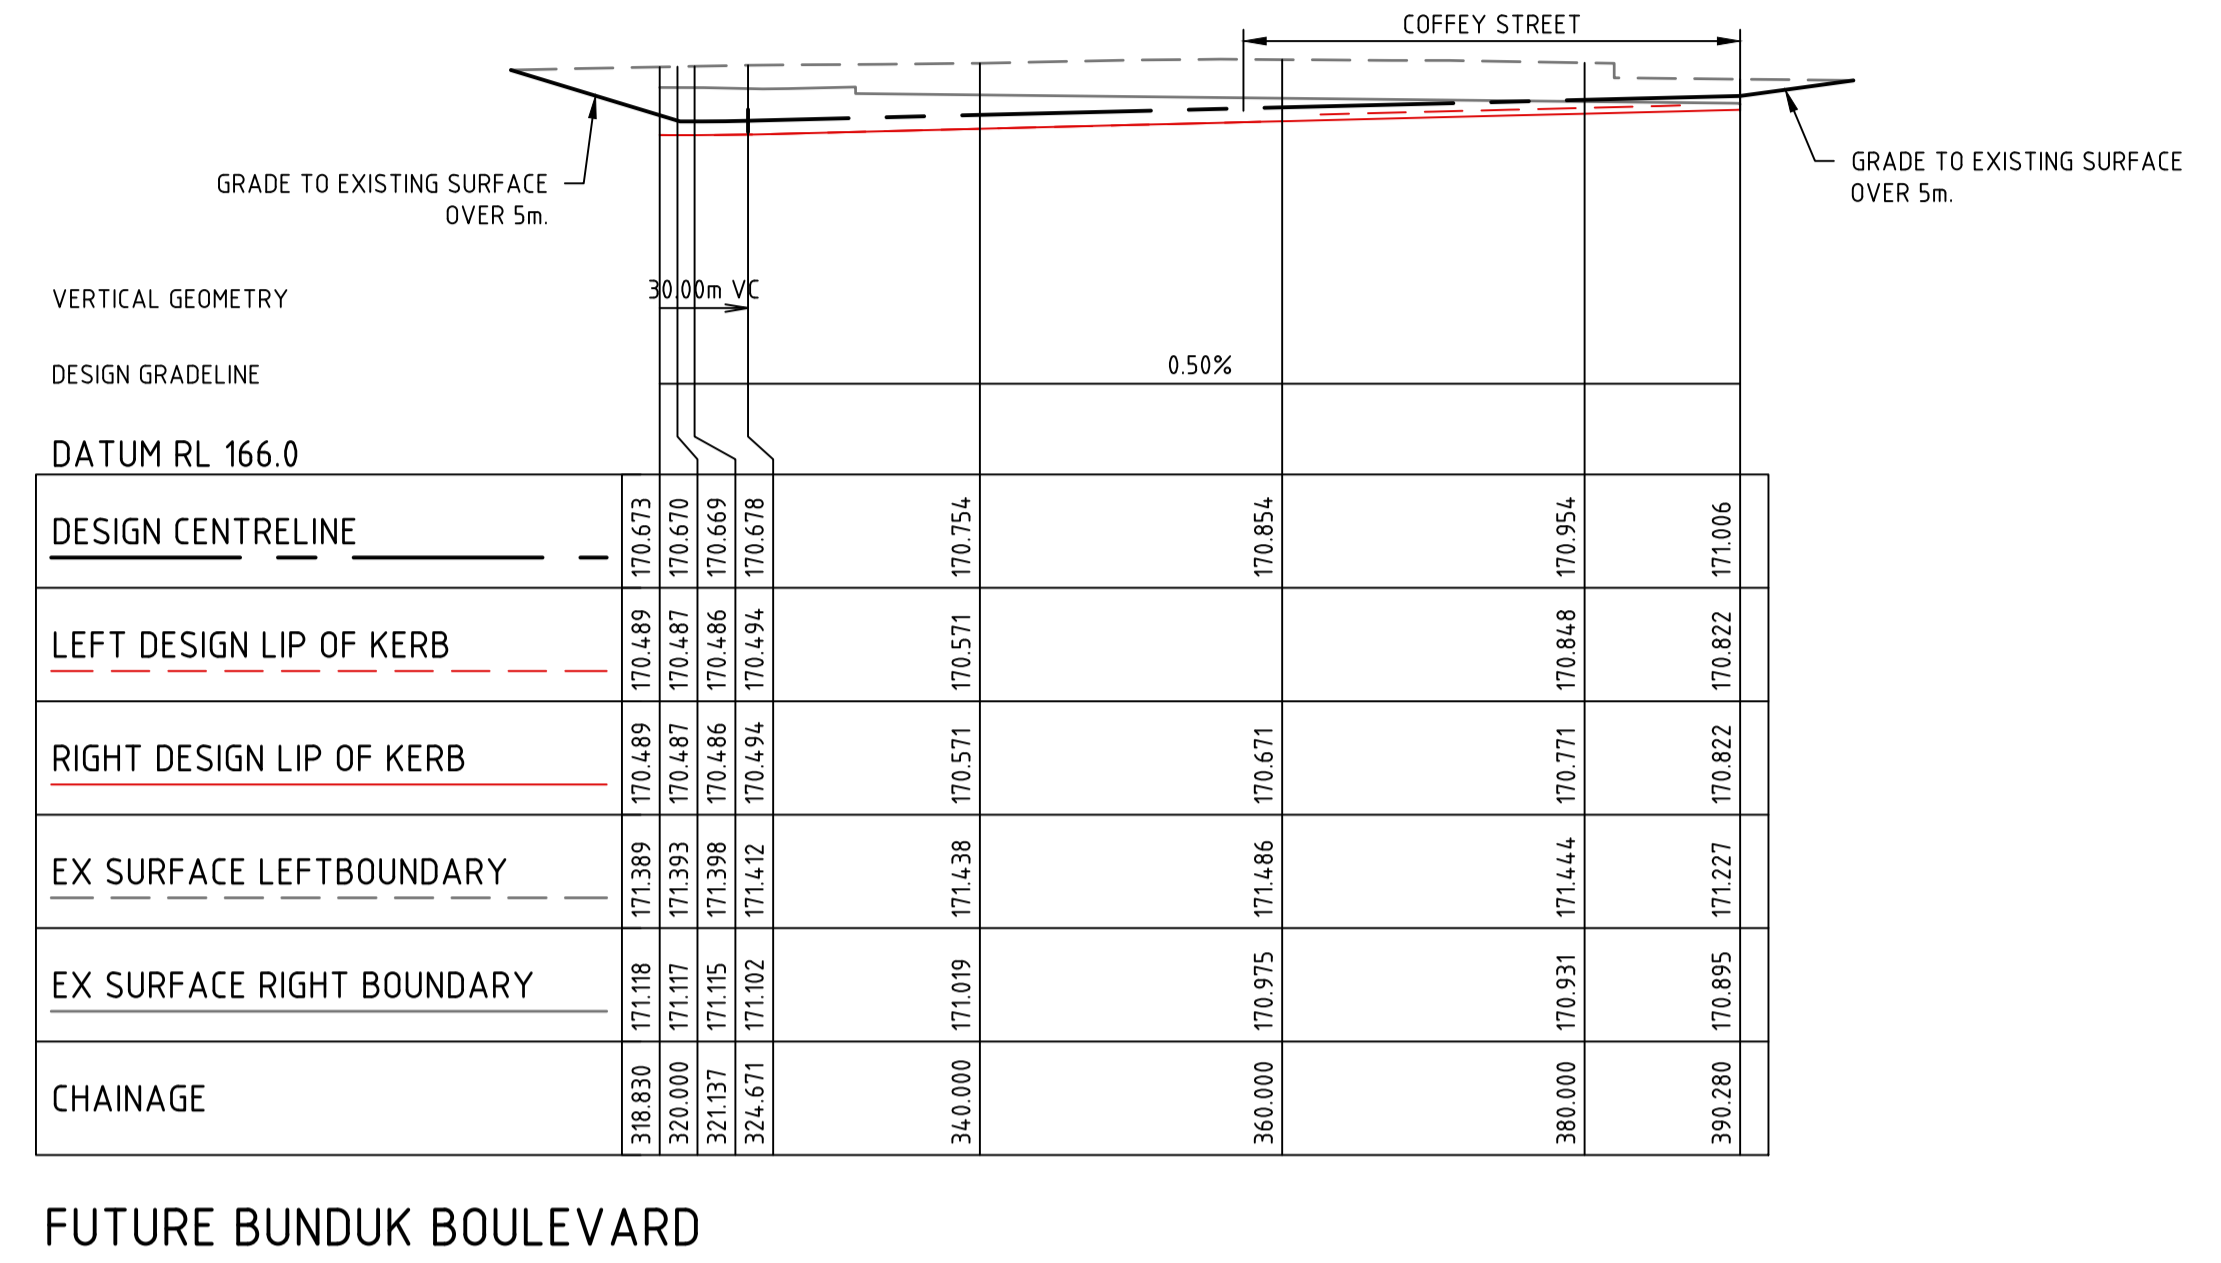 COFFEY STREET
GRADE TO EXISTING SURFACE
OVER 5m.
GRADE TO EXISTING SURFACE
OVER 5m.
VERTICAL GEOMETRY
30.00m VC
DESIGN GRADELINE
0.50%
DATUM RL 166.0
DESIGN CENTRELINE 170.673 170.670 170.669 170.678 170.754 170.854 170.954 171.006
LEFT DESIGN LIP OF KERB 170.489 170.487 170.486 170.494 170.571 170.848 170.822
RIGHT DESIGN LIP OF KERB 170.489 170.487 170.486 170.494 170.571 170.671 170.771 170.822
EX SURFACE LEFTBOUNDARY 171.389 171.393 171.398 171.412 171.438 171.486 171.444 171.227
EX SURFACE RIGHT BOUNDARY 171.118 171.117 171.115 171.102 171.019 170.975 170.931 170.895
CHAINAGE 318.830 320.000 321.137 324.671 340.000 360.000 380.000 390.280
FUTURE BUNDUK BOULEVARD